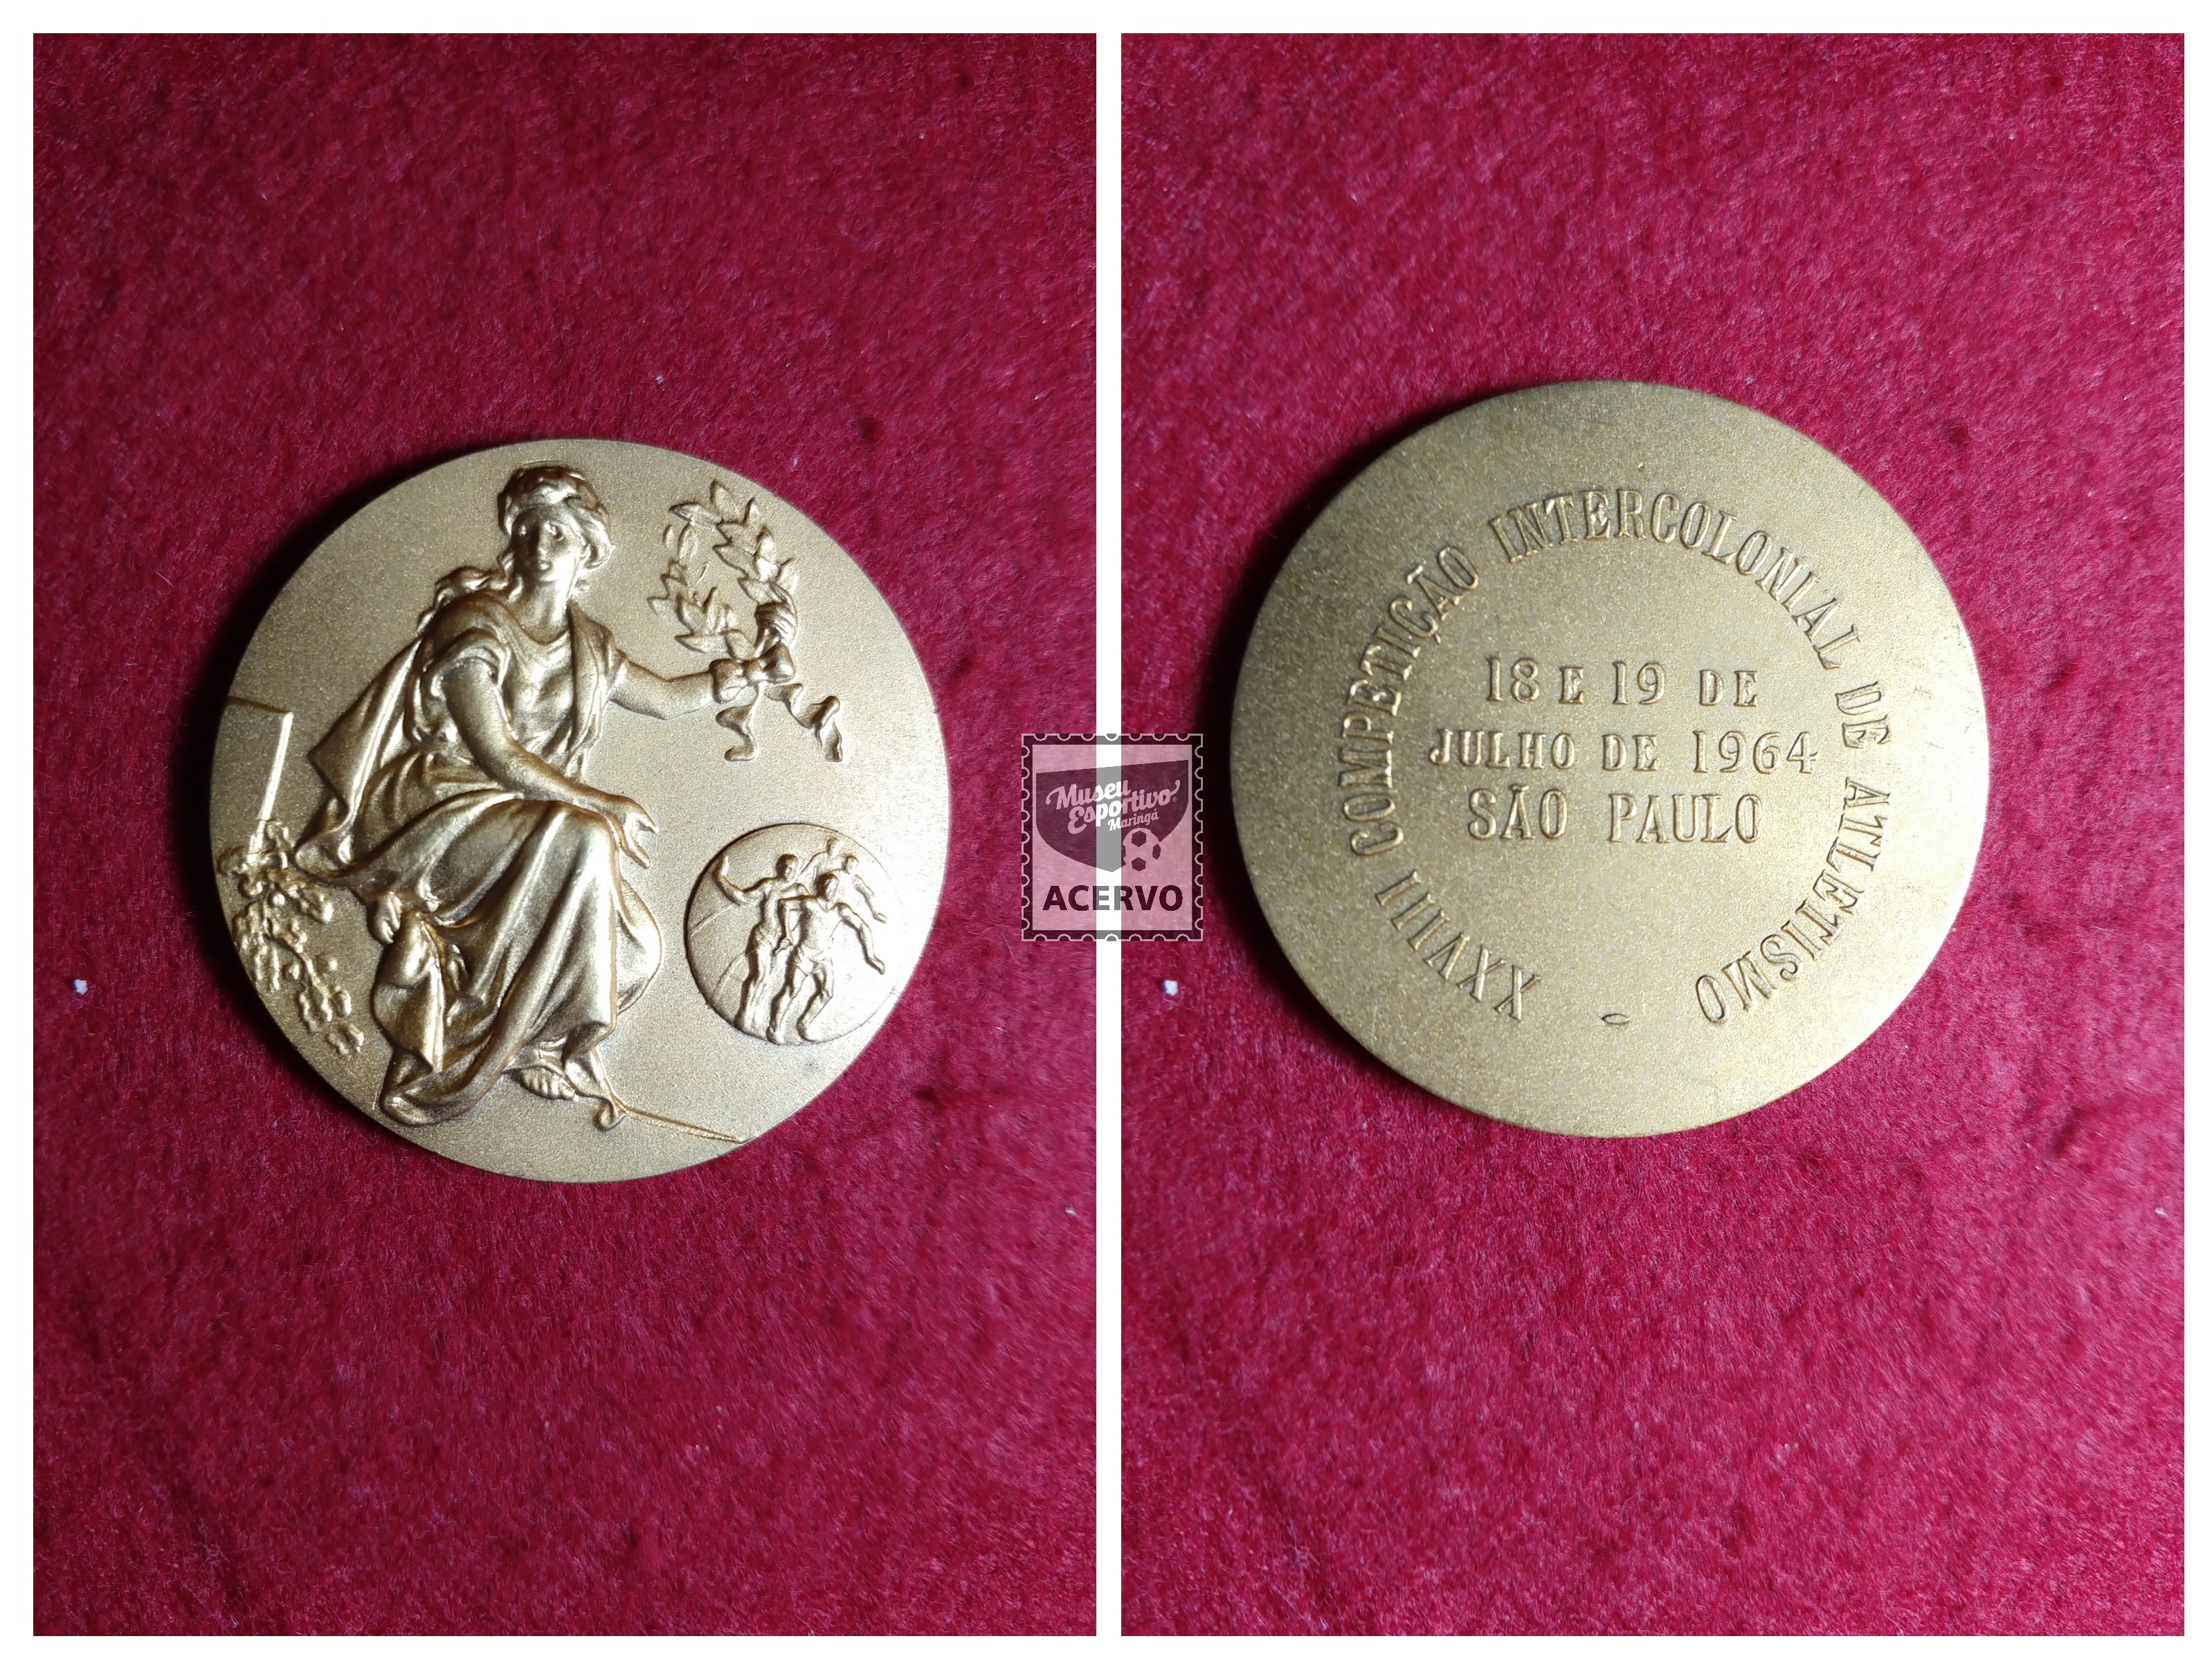 XXVIII COMPETIÇÃO INTERCOLONIAL DE ATLETISMO -
18 E 19 DE
JULHO DE 1964
SÃO PAULO
Museu
Esportivo
Maringá
ACERVO